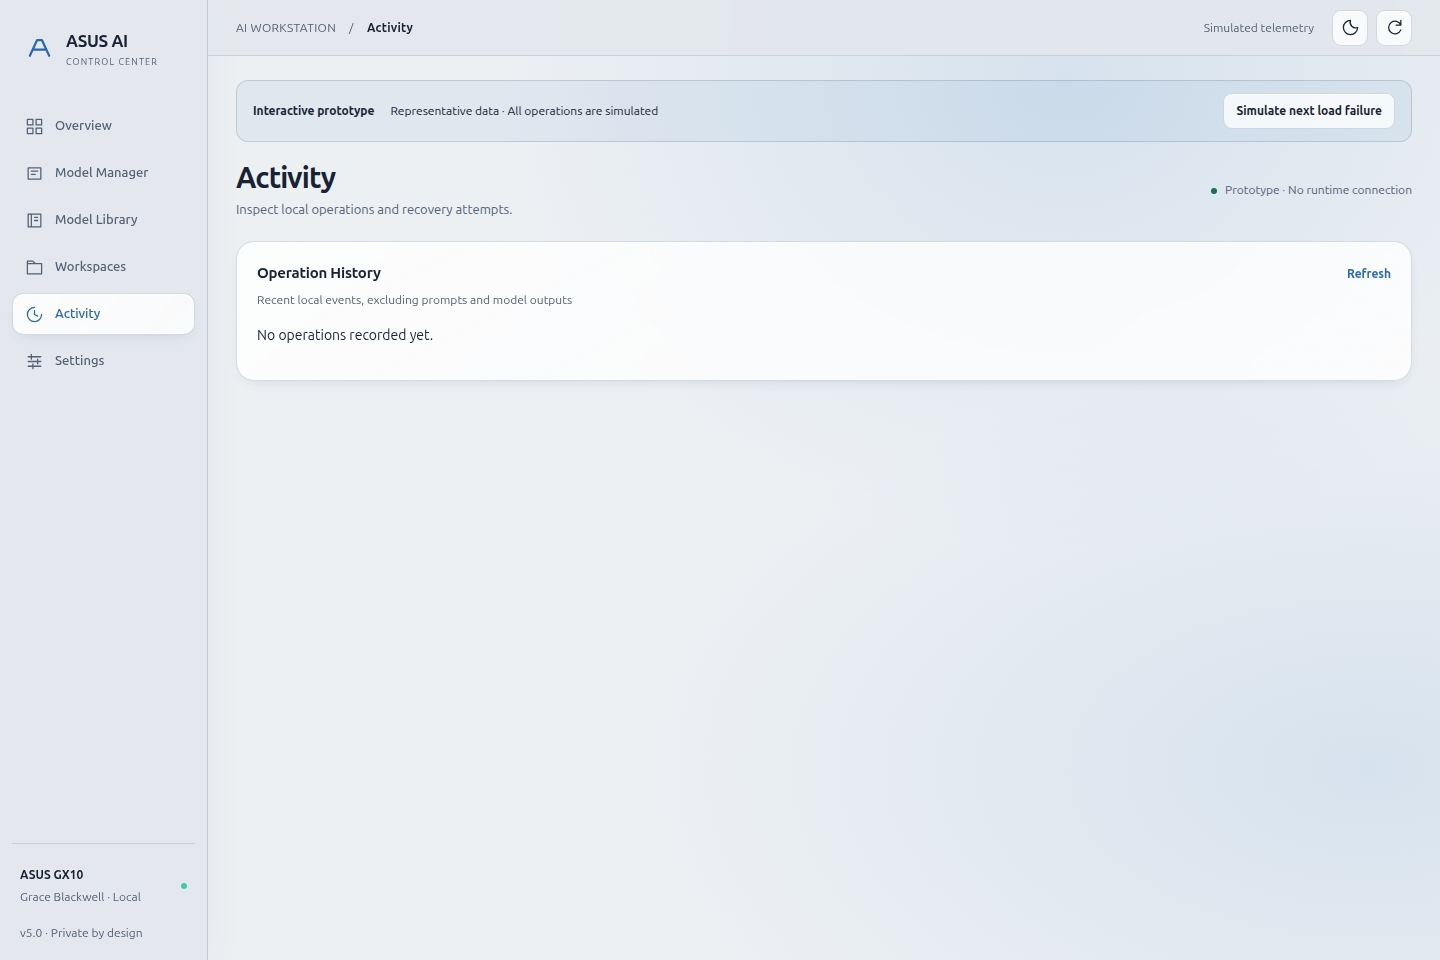 ASUS AI
CONTROL CENTER
Overview
Model Manager
Model Library
Workspaces
Activity
Settings
ASUS GX10
Grace Blackwell · Local
v5.0 · Private by design
AI WORKSTATION / Activity
Simulated telemetry
Interactive prototype Representative data · All operations are simulated
Simulate next load failure
Activity
Inspect local operations and recovery attempts.
Prototype · No runtime connection
Operation History
Refresh
Recent local events, excluding prompts and model outputs
No operations recorded yet.